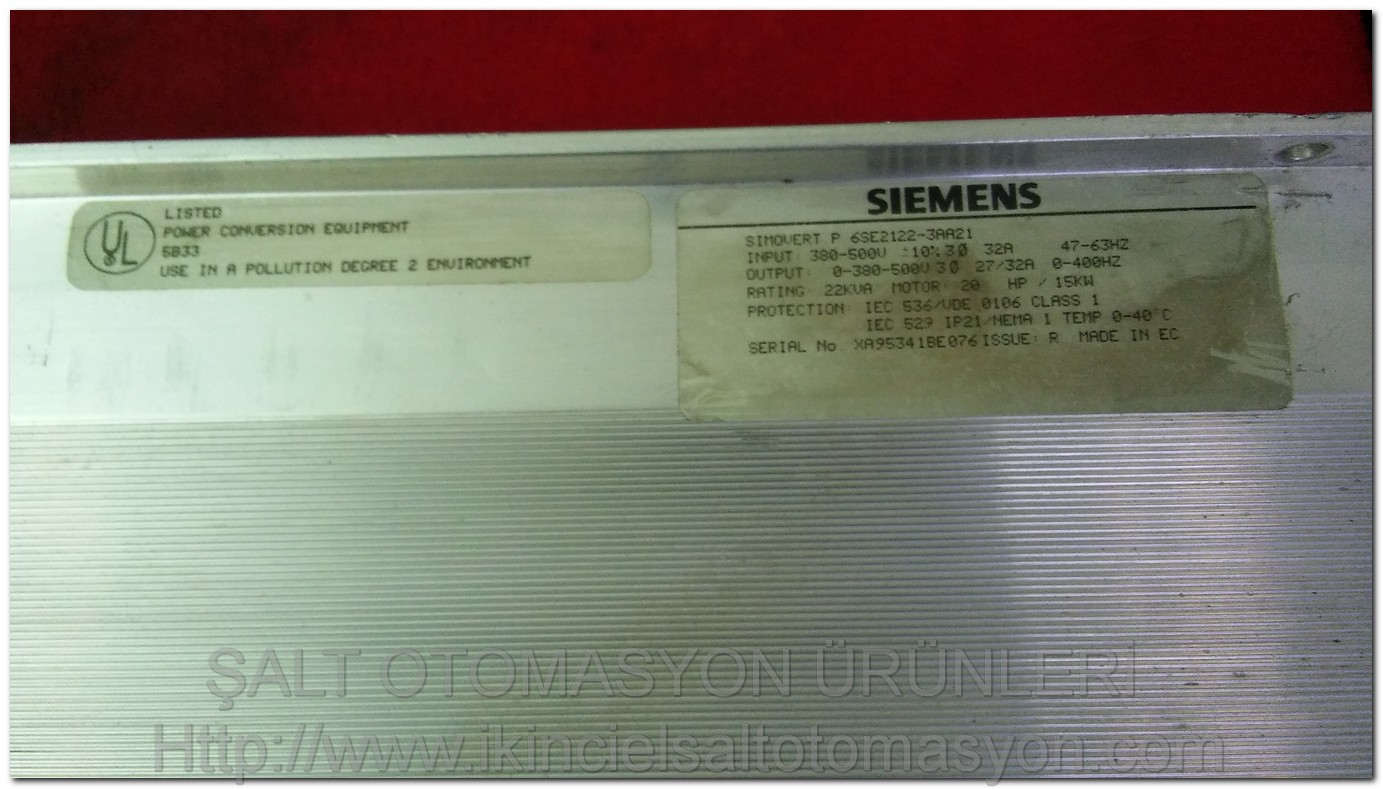 UL
LISTED
POWER CONVERSION EQUIPMENT
5B33
USE IN A POLLUTION DEGREE 2 ENVIRONMENT
SIEMENS
SIMOVERT P 6SE2122-3AA21
INPUT: 380-500V ±10% 3Ø 32A 47-63HZ
OUTPUT: 0-380-500V 3Ø 27/32A 0-400HZ
RATING: 22KVA MOTOR: 20 HP / 15KW
PROTECTION: IEC 536/VDE 0106 CLASS 1
IEC 529 IP21/NEMA 1 TEMP 0-40°C
SERIAL No. XA95341BE076 ISSUE: R MADE IN EC
ŞALT OTOMASYON ÜRÜNLERİ
Http://www.ikincielsaltotomasyon.com